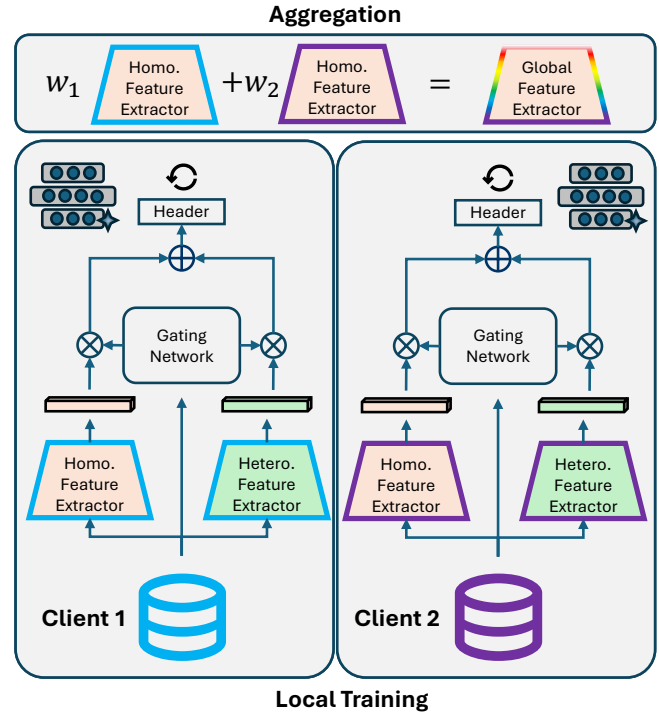 Aggregation
w₁ Homo. Feature Extractor +w₂ Homo. Feature Extractor = Global Feature Extractor
Header
Gating
Network
Homo.
Feature
Extractor
Hetero.
Feature
Extractor
Client 1
Header
Gating
Network
Homo.
Feature
Extractor
Hetero.
Feature
Extractor
Client 2
Local Training